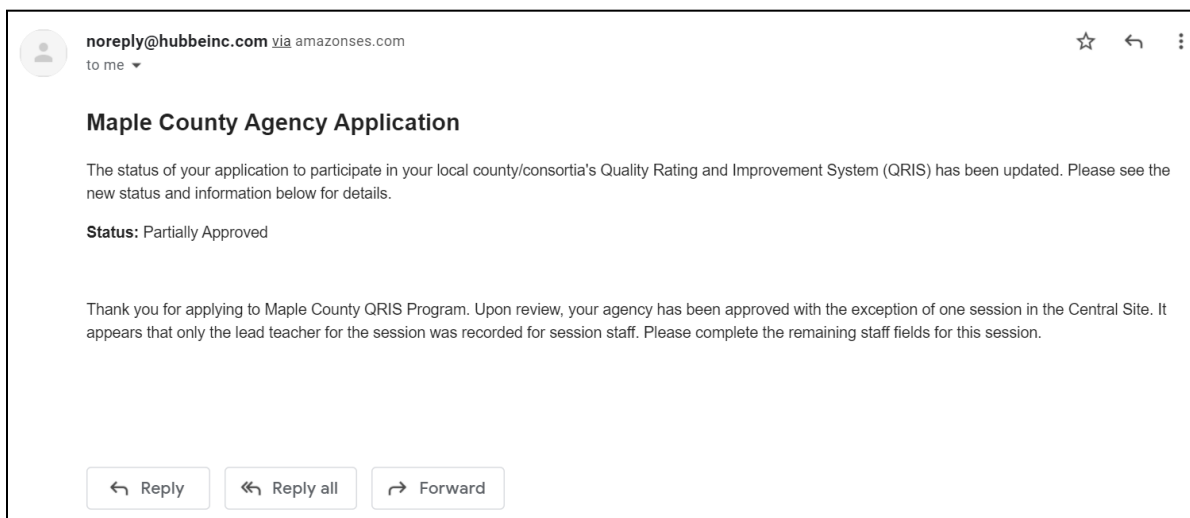 noreply@hubbeinc.com via amazonses.com
to me
Maple County Agency Application
The status of your application to participate in your local county/consortia's Quality Rating and Improvement System (QRIS) has been updated. Please see the
new status and information below for details.
Status: Partially Approved
Thank you for applying to Maple County QRIS Program. Upon review, your agency has been approved with the exception of one session in the Central Site. It
appears that only the lead teacher for the session was recorded for session staff. Please complete the remaining staff fields for this session.
Reply Reply all Forward